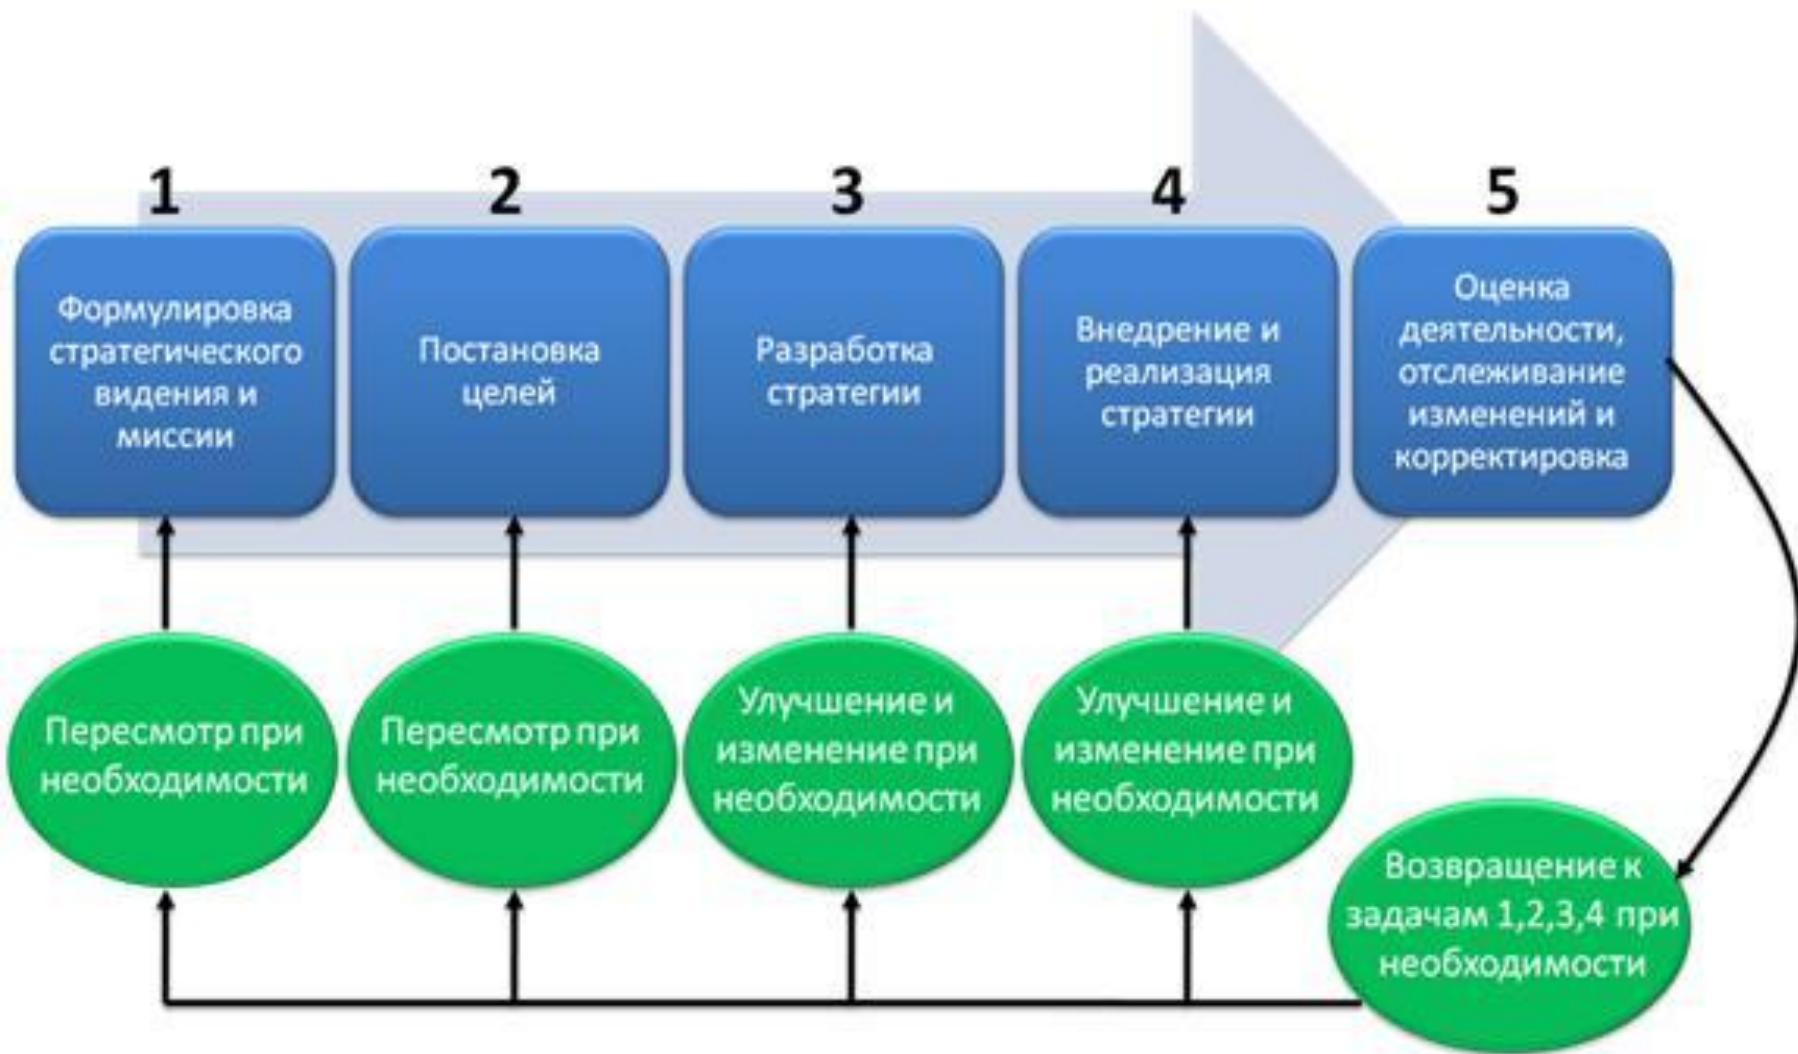 1
2
3
4
5
Формулировка
стратегического
видения и
миссии
Постановка
целей
Разработка
стратегии
Внедрение и
реализация
стратегии
Оценка
деятельности,
отслеживание
изменений и
корректировка
Пересмотр при
необходимости
Пересмотр при
необходимости
Улучшение и
изменение при
необходимости
Улучшение и
изменение при
необходимости
Возвращение к
задачам 1,2,3,4 при
необходимости